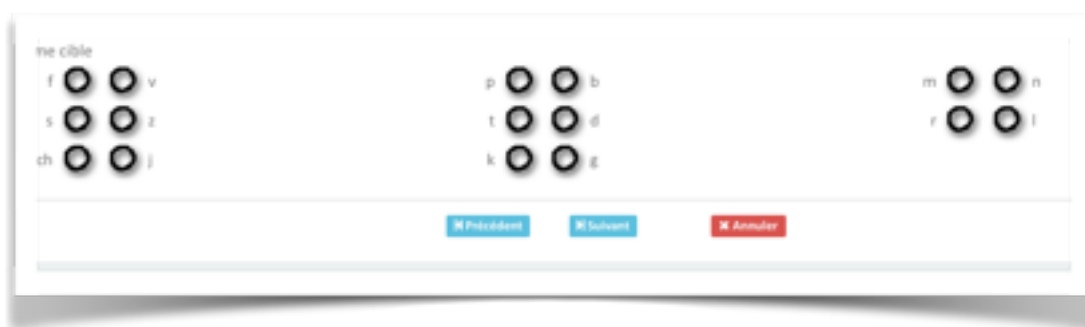 me cible
f v p b m n
s z t d r l
ch j k g
Précédent Suivant Annuler